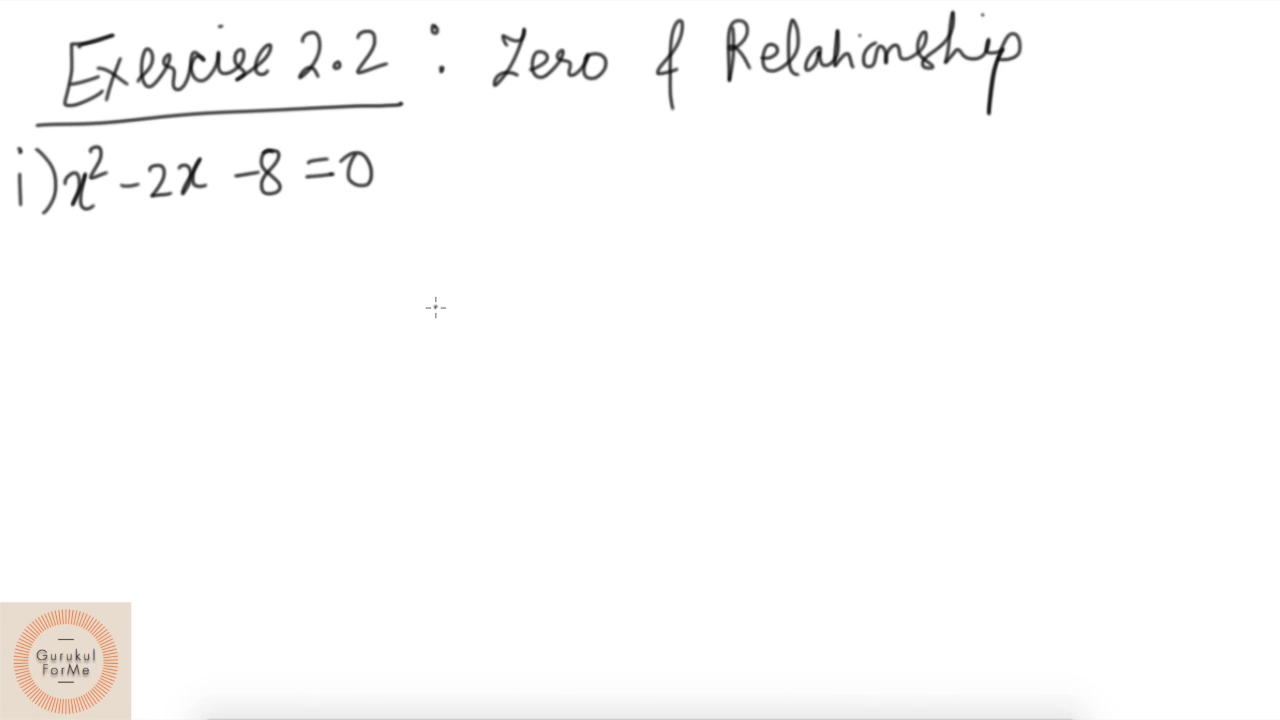 Exercise 2.2 : Zero & Relationship
i) x² - 2x - 8 = 0
Gurukul
ForMe